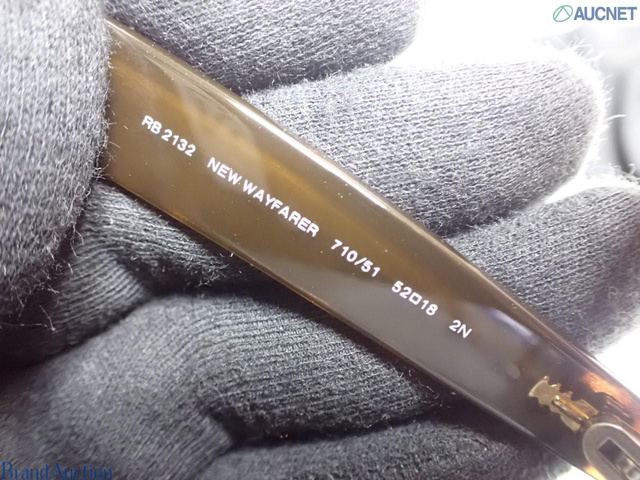 AUCNET
RB 2132 NEW WAYFARER 710/51 52□18 2N
Brand Auction